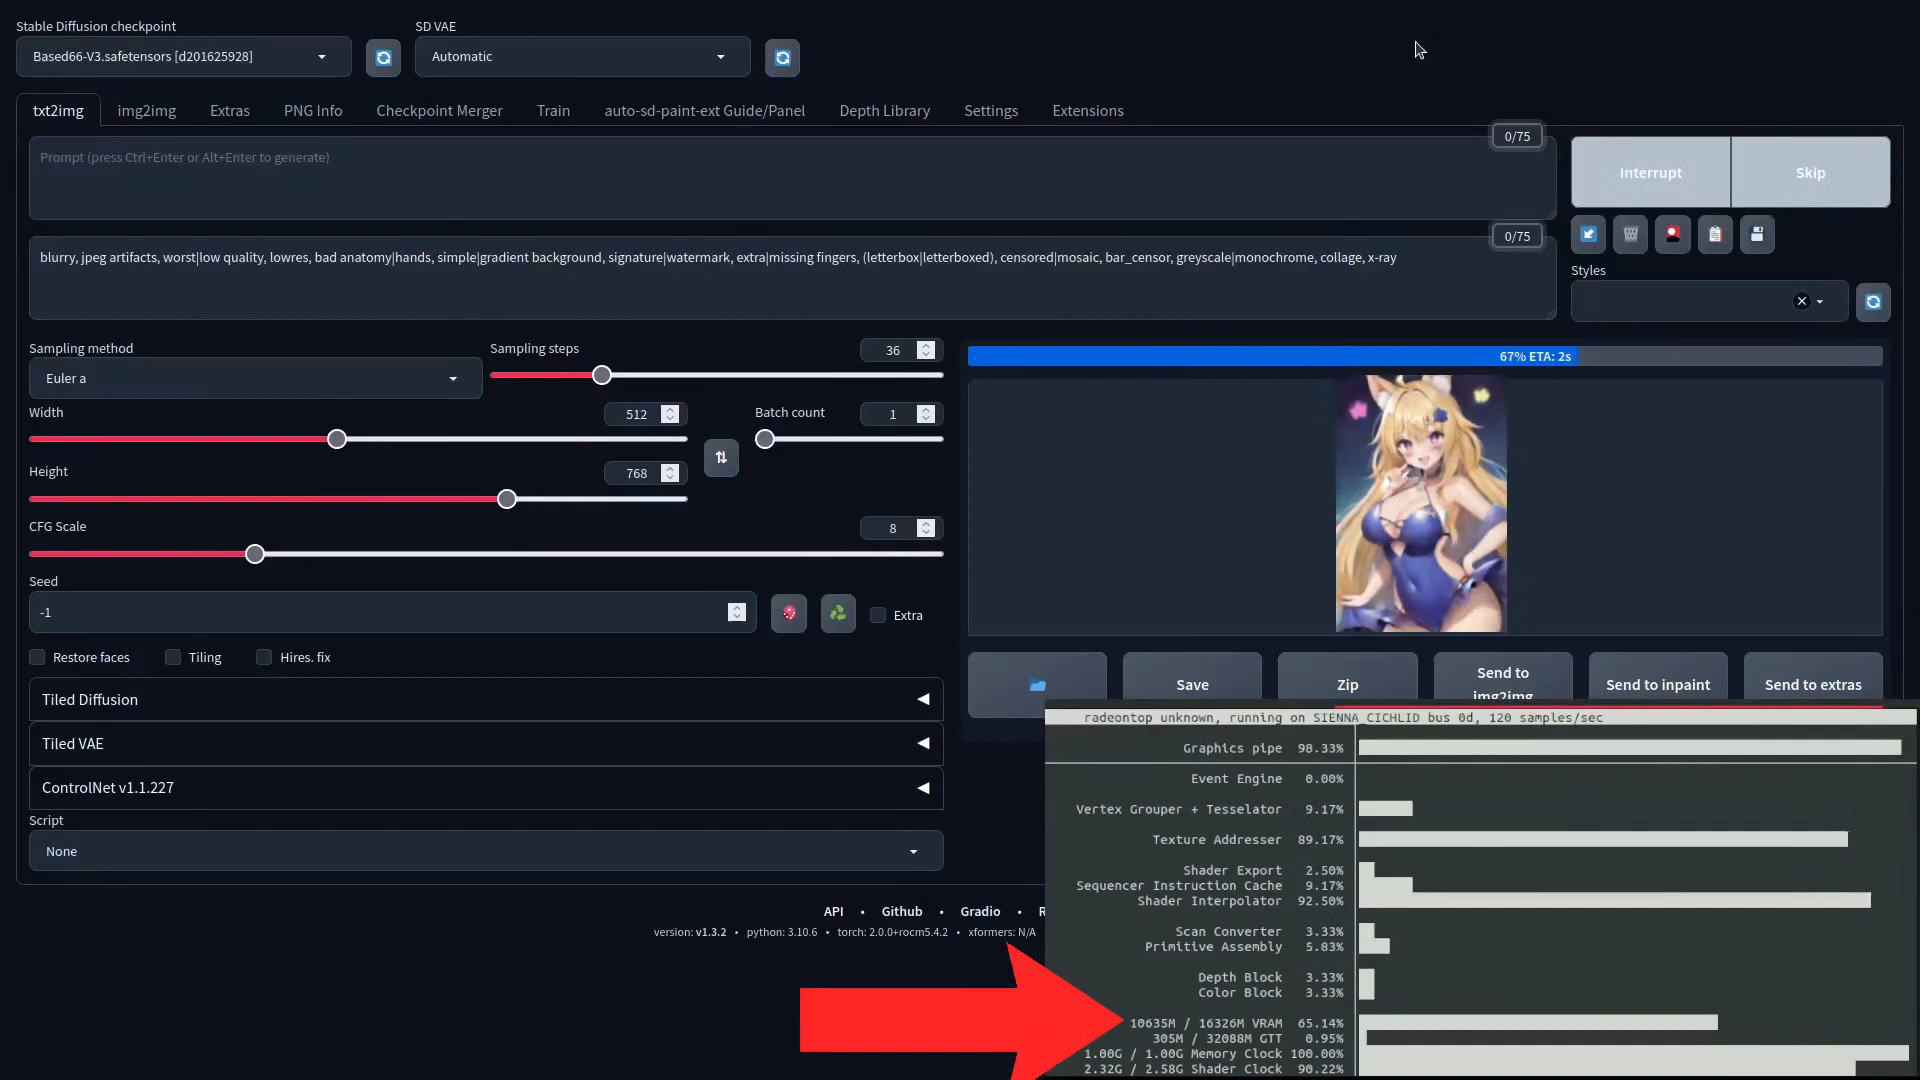 Stable Diffusion checkpoint
SD VAE
Based66-V3.safetensors [d201625928]
Automatic
txt2img
img2img
Extras
PNG Info
Checkpoint Merger
Train
auto-sd-paint-ext Guide/Panel
Depth Library
Settings
Extensions
0/75
Prompt (press Ctrl+Enter or Alt+Enter to generate)
Interrupt
Skip
0/75
blurry, jpeg artifacts, worst|low quality, lowres, bad anatomy|hands, simple|gradient background, signature|watermark, extra|missing fingers, (letterbox|letterboxed), censored|mosaic, bar_censor, greyscale|monochrome, collage, x-ray
Styles
Sampling method
Sampling steps
36
Euler a
67% ETA: 2s
Width
512
Batch count
1
Height
768
CFG Scale
8
Seed
-1
Extra
Restore faces
Tiling
Hires. fix
Tiled Diffusion
Save
Zip
Send to
img2img
Send to inpaint
Send to extras
Tiled VAE
ControlNet v1.1.227
Script
None
radeontop unknown, running on SIENNA_CICHLID bus 0d, 120 samples/sec
Graphics pipe 98.33%
Event Engine 0.00%
Vertex Grouper + Tesselator 9.17%
Texture Addresser 89.17%
Shader Export 2.50%
Sequencer Instruction Cache 9.17%
Shader Interpolator 92.50%
Scan Converter 3.33%
Primitive Assembly 5.83%
Depth Block 3.33%
Color Block 3.33%
10635M / 16326M VRAM 65.14%
305M / 32088M GTT 0.95%
1.00G / 1.00G Memory Clock 100.00%
2.32G / 2.58G Shader Clock 90.22%
API • Github • Gradio • R
version: v1.3.2 • python: 3.10.6 • torch: 2.0.0+rocm5.4.2 • xformers: N/A